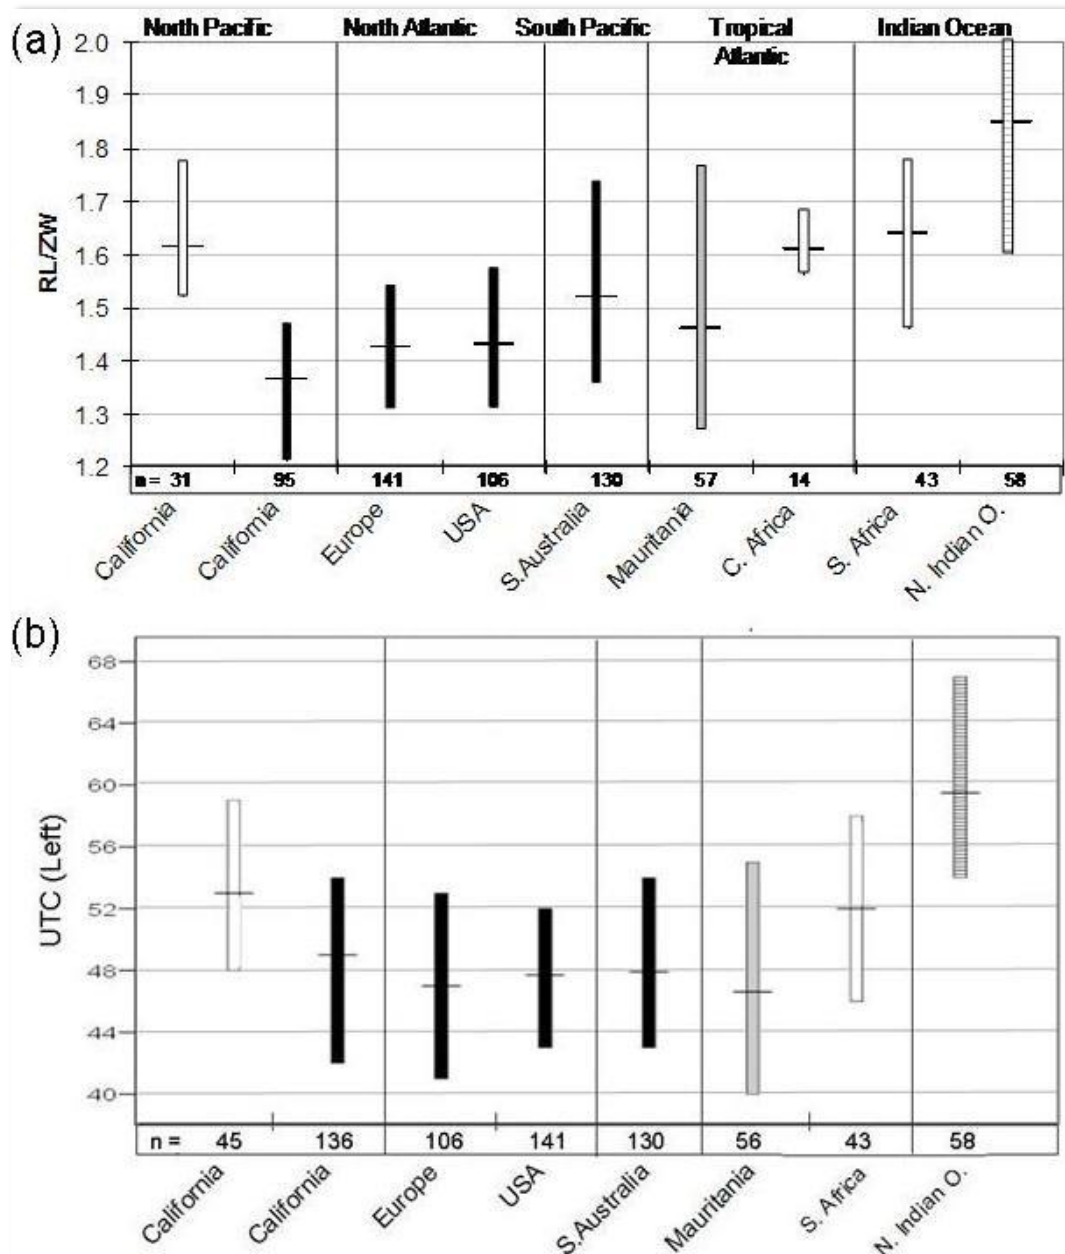 (a)
North Pacific North Atlantic South Pacific Tropical Atlantic Indian Ocean
2.0
1.9
1.8
1.7
1.6
1.5
1.4
1.3
1.2
RL/ZW
n = 31 95 141 106 130 57 14 43 58
California California Europe USA S.Australia Mauritania C. Africa S. Africa N. Indian O.
(b)
68
64
60
56
52
48
44
40
UTC (Left)
n = 45 136 106 141 130 56 43 58
California California Europe USA S.Australia Mauritania S. Africa N. Indian O.